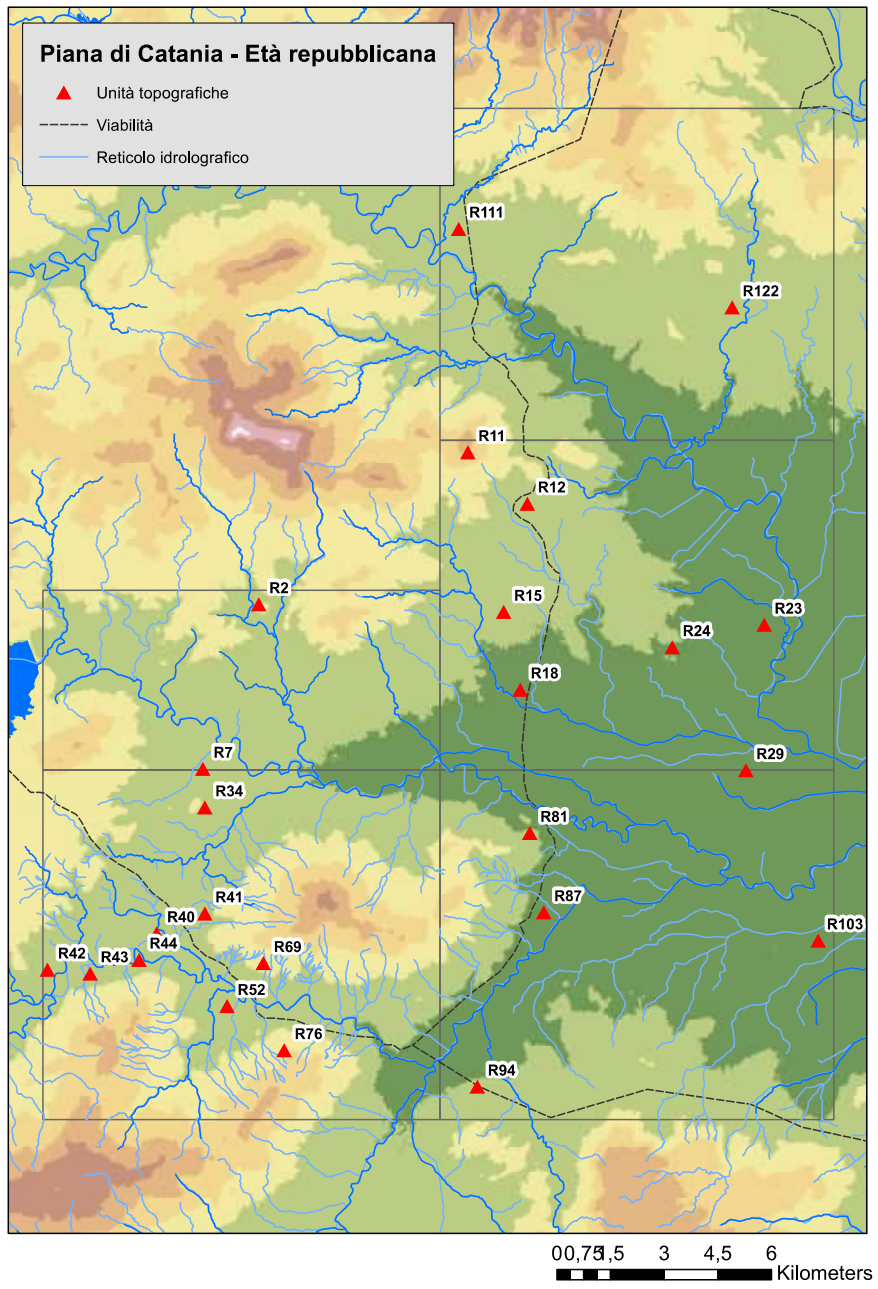 Piana di Catania - Età repubblicana
Unità topografiche
Viabilità
Reticolo idrolografico
R111
R122
R11
R12
R2
R15
R23
R24
R18
R7
R29
R34
R81
R41
R87
R40
R103
R44
R42
R43
R69
R52
R76
R94
0 0,75 1,5 3 4,5 6
Kilometers